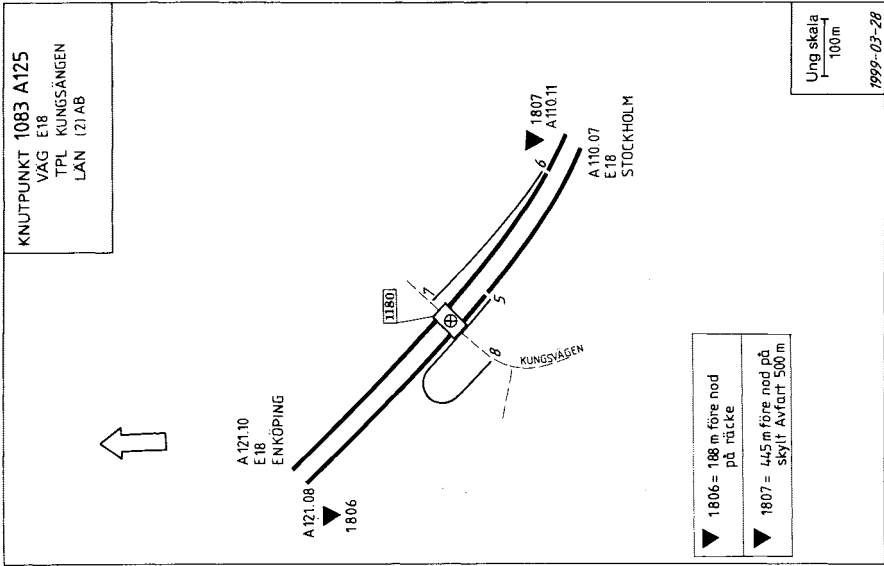 KNUTPUNKT 1083 A125
VÄG E18
TPL KUNGSÄNGEN
LÄN (2) AB
A 121.10
E18
ENKÖPING
A 121.08
1806
1180
7
6
5
8
KUNGSVÄGEN
1807
A 110.11
A 110.07
E18
STOCKHOLM
1806 = 188 m före nod
på räcke
1807 = 445 m före nod på
skylt Avfart 500 m
Ung skala
100m
1999-03-28